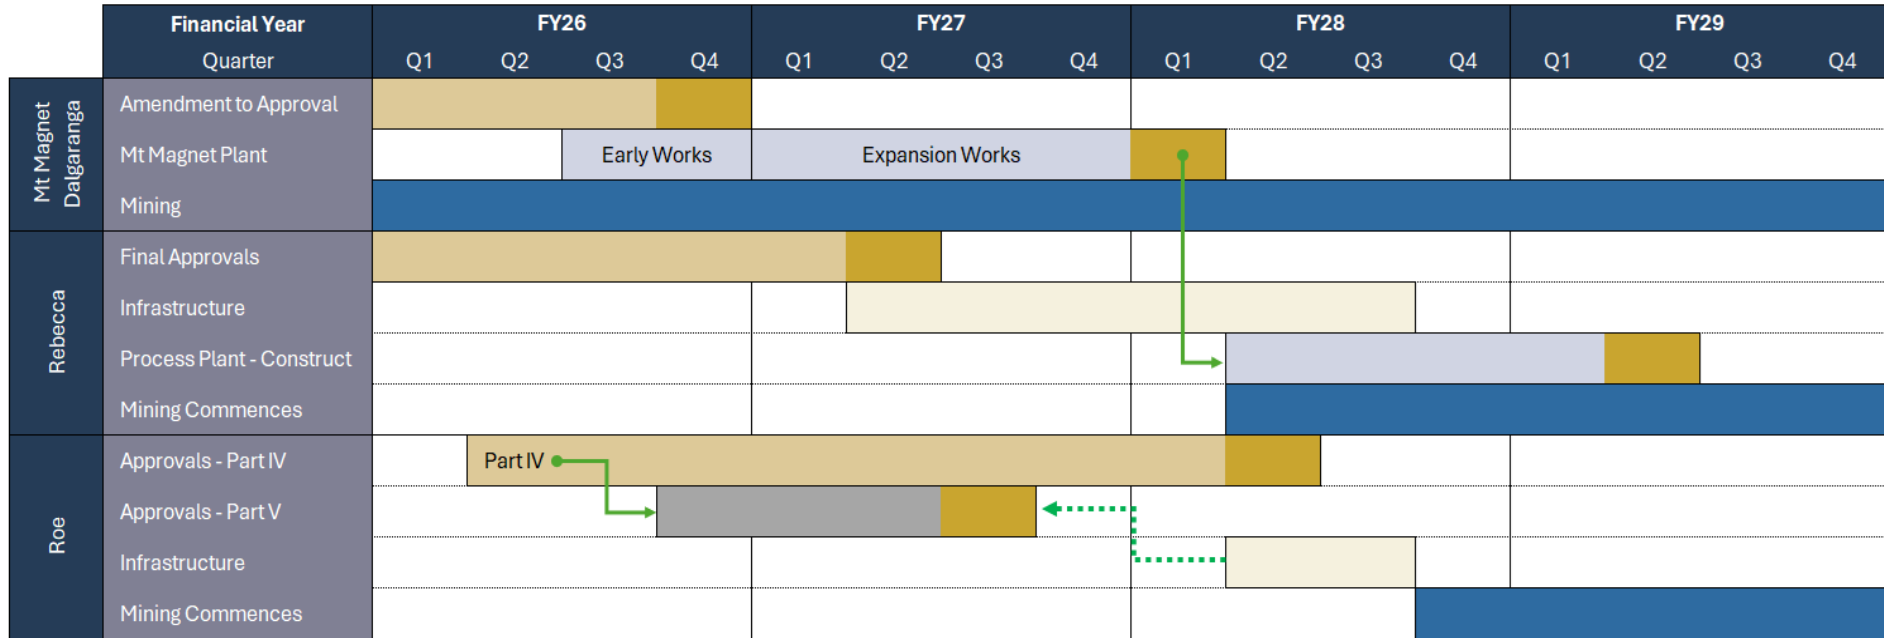 Financial Year FY26 FY27 FY28 FY29
Quarter Q1 Q2 Q3 Q4 Q1 Q2 Q3 Q4 Q1 Q2 Q3 Q4 Q1 Q2 Q3 Q4
Mt Magnet
Dalgaranga
Amendment to Approval
Mt Magnet Plant Early Works Expansion Works
Mining
Rebecca
Final Approvals
Infrastructure
Process Plant - Construct
Mining Commences
Roe
Approvals - Part IV Part IV
Approvals - Part V
Infrastructure
Mining Commences